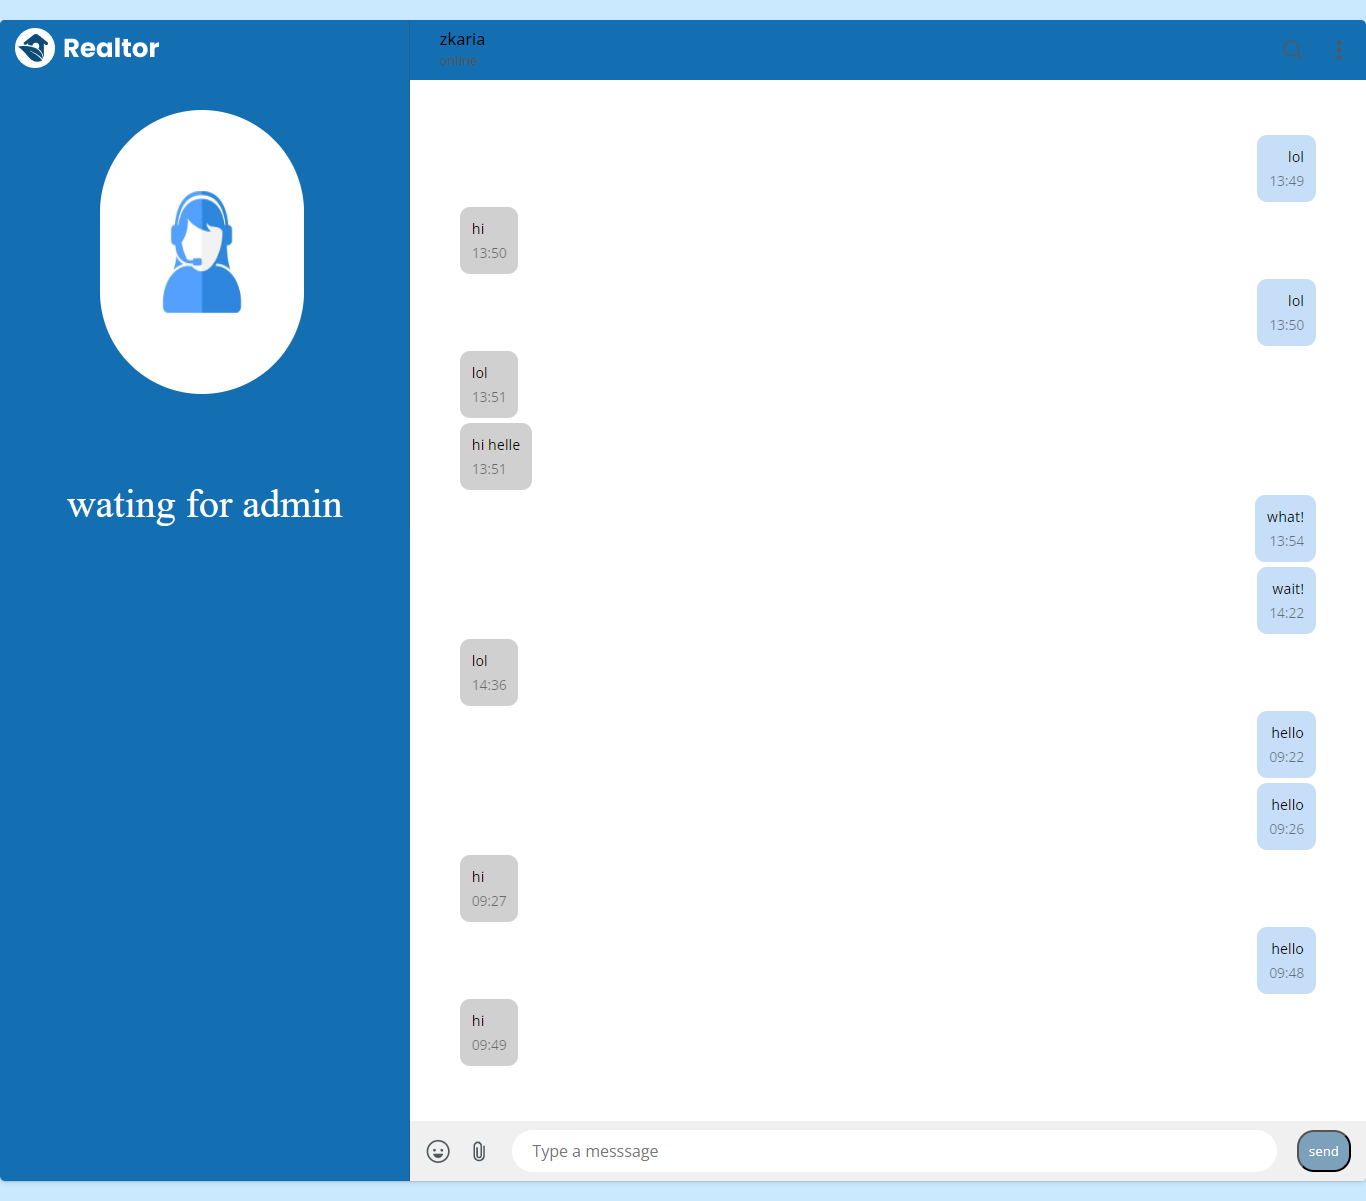 Realtor
wating for admin
zkaria
online
lol
13:49
hi
13:50
lol
13:50
lol
13:51
hi helle
13:51
what!
13:54
wait!
14:22
lol
14:36
hello
09:22
hello
09:26
hi
09:27
hello
09:48
hi
09:49
Type a messsage
send